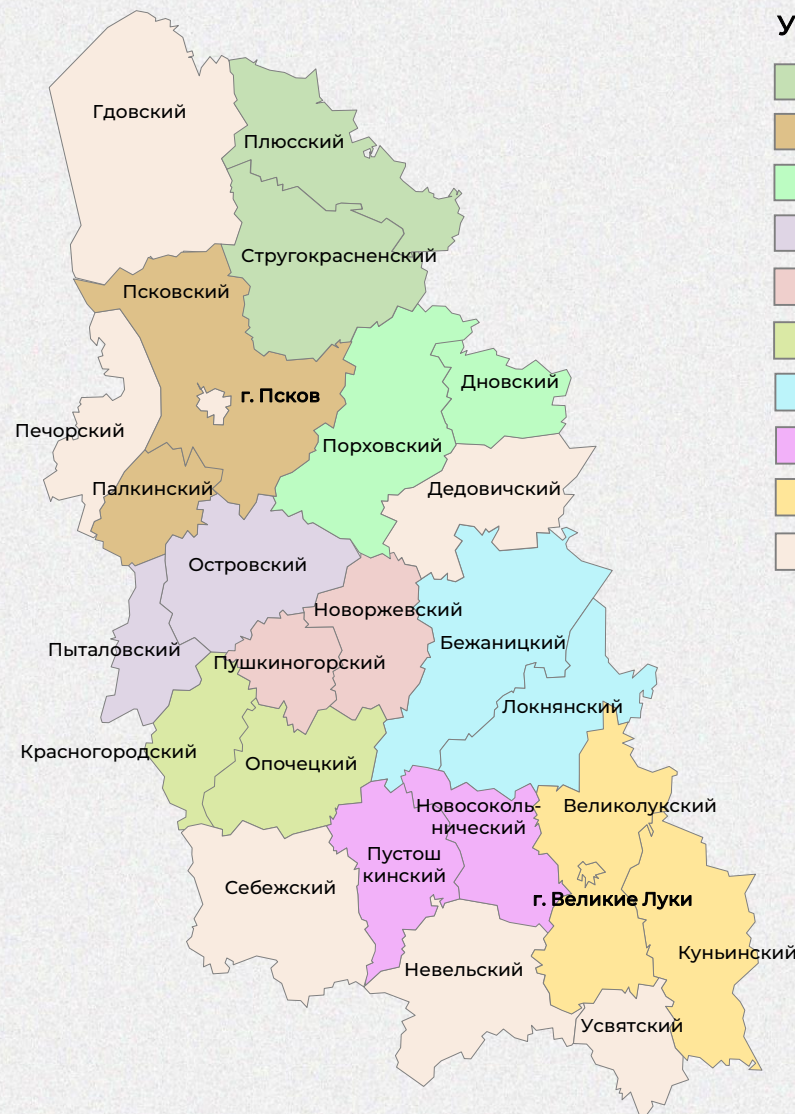 У
Гдовский
Плюсский
Стругокрасненский
Псковский
г. Псков
Дновский
Печорский
Порховский
Палкинский
Дедовичский
Островский
Новоржевский
Бежаницкий
Пыталовский
Пушкиногорский
Локнянский
Красногородский
Опочецкий
Новосоколь-
нический
Великолукский
Пустош
кинский
Себежский
г. Великие Луки
Куньинский
Невельский
Усвятский